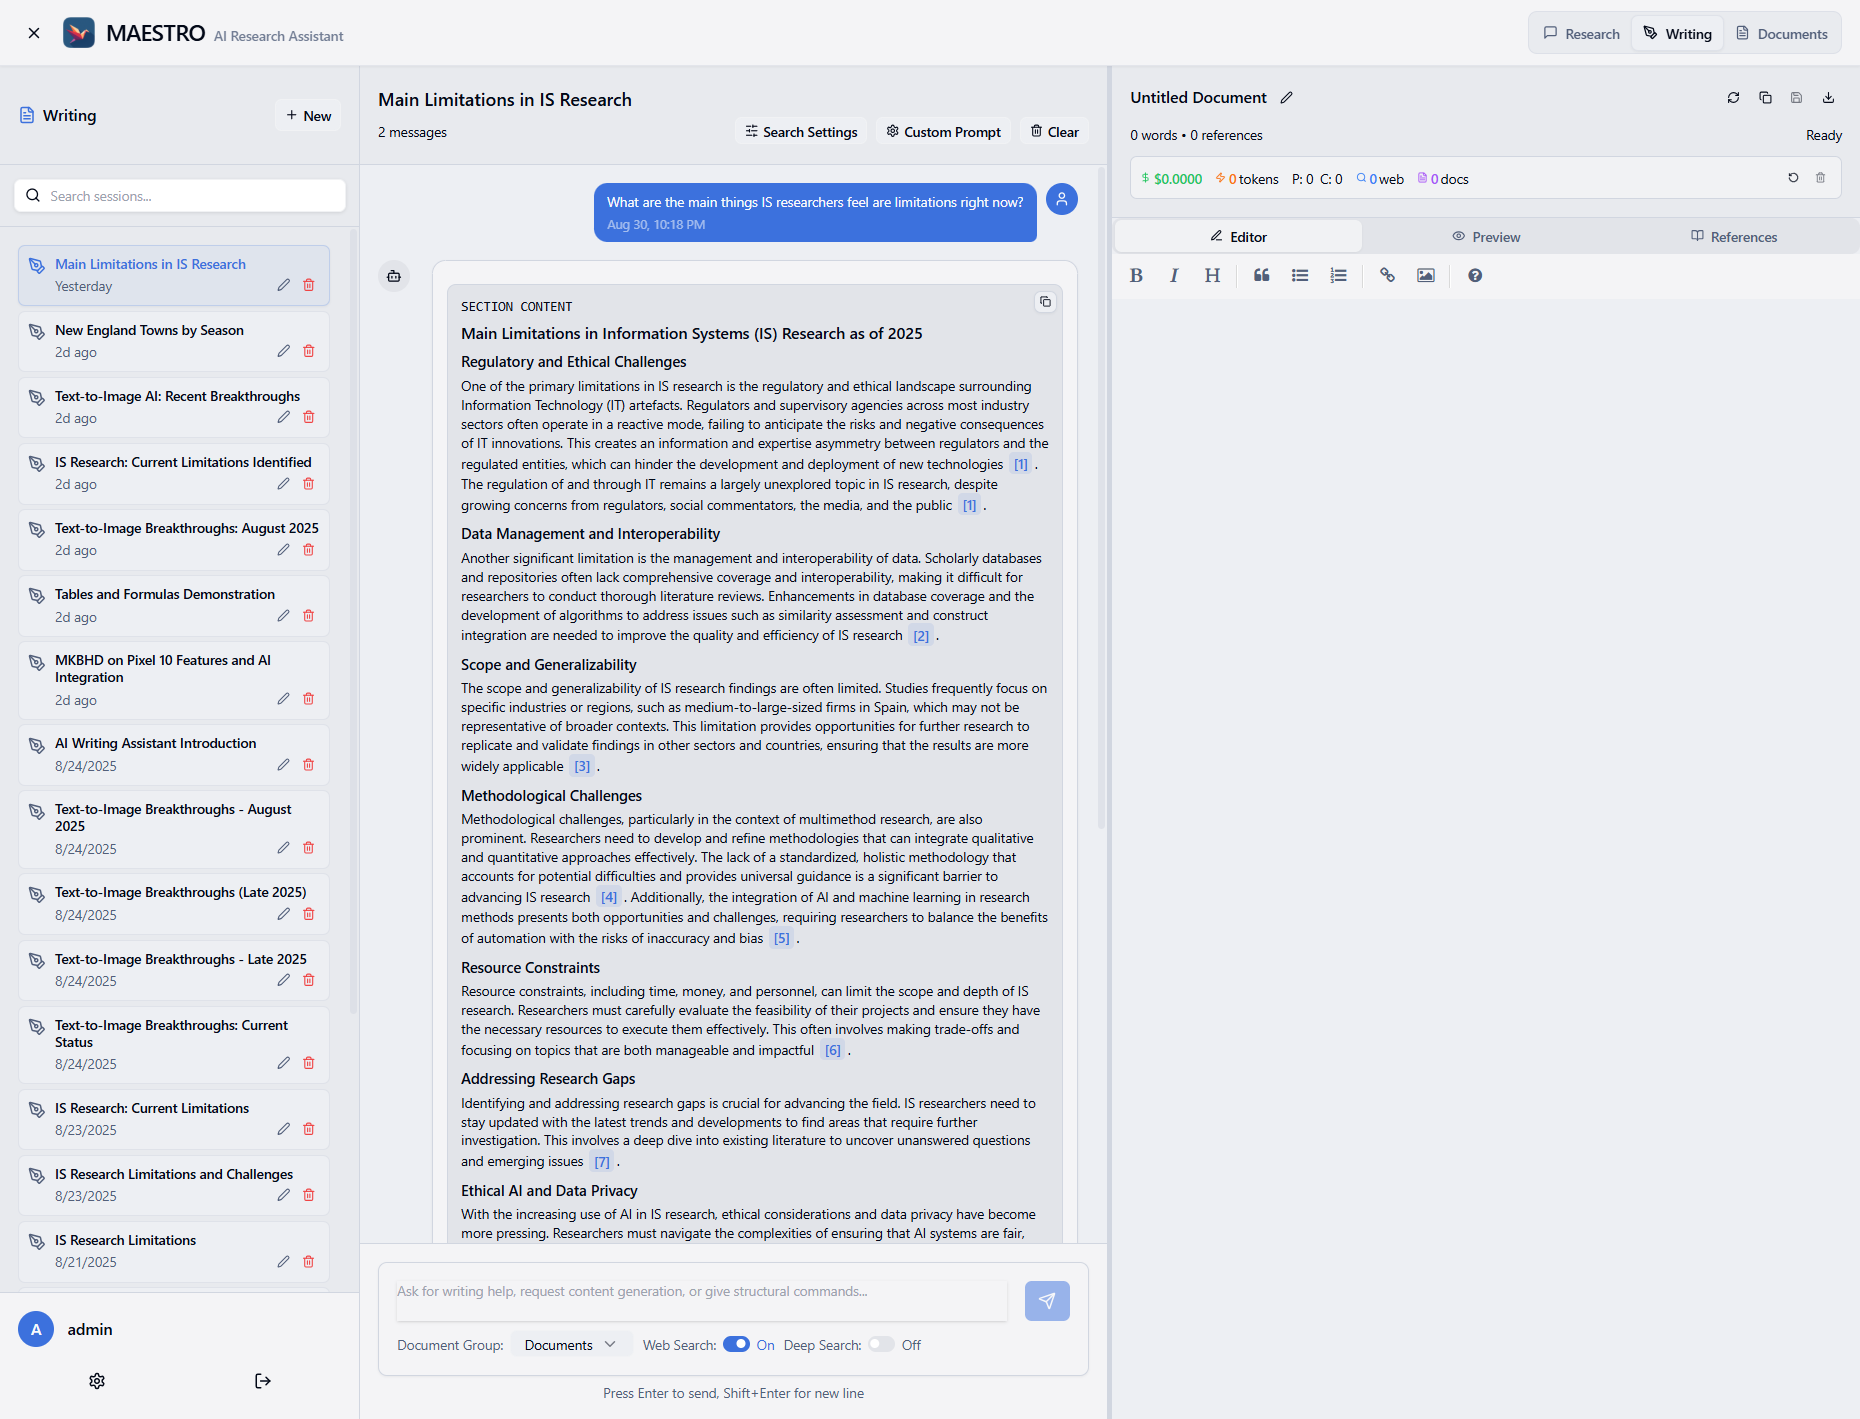 MAESTRO AI Research Assistant
Research
Writing
Documents
Writing
New
Search sessions...
Main Limitations in IS Research
Yesterday
New England Towns by Season
2d ago
Text-to-Image AI: Recent Breakthroughs
2d ago
IS Research: Current Limitations Identified
2d ago
Text-to-Image Breakthroughs: August 2025
2d ago
Tables and Formulas Demonstration
2d ago
MKBHD on Pixel 10 Features and AI
Integration
2d ago
AI Writing Assistant Introduction
8/24/2025
Text-to-Image Breakthroughs - August
2025
8/24/2025
Text-to-Image Breakthroughs (Late 2025)
8/24/2025
Text-to-Image Breakthroughs - Late 2025
8/24/2025
Text-to-Image Breakthroughs: Current
Status
8/24/2025
IS Research: Current Limitations
8/23/2025
IS Research Limitations and Challenges
8/23/2025
IS Research Limitations
8/21/2025
A
admin
Main Limitations in IS Research
2 messages
Search Settings
Custom Prompt
Clear
What are the main things IS researchers feel are limitations right now?
Aug 30, 10:18 PM
SECTION CONTENT
Main Limitations in Information Systems (IS) Research as of 2025
Regulatory and Ethical Challenges
One of the primary limitations in IS research is the regulatory and ethical landscape surrounding
Information Technology (IT) artefacts. Regulators and supervisory agencies across most industry
sectors often operate in a reactive mode, failing to anticipate the risks and negative consequences
of IT innovations. This creates an information and expertise asymmetry between regulators and the
regulated entities, which can hinder the development and deployment of new technologies [1] .
The regulation of and through IT remains a largely unexplored topic in IS research, despite
growing concerns from regulators, social commentators, the media, and the public [1] .
Data Management and Interoperability
Another significant limitation is the management and interoperability of data. Scholarly databases
and repositories often lack comprehensive coverage and interoperability, making it difficult for
researchers to conduct thorough literature reviews. Enhancements in database coverage and the
development of algorithms to address issues such as similarity assessment and construct
integration are needed to improve the quality and efficiency of IS research [2] .
Scope and Generalizability
The scope and generalizability of IS research findings are often limited. Studies frequently focus on
specific industries or regions, such as medium-to-large-sized firms in Spain, which may not be
representative of broader contexts. This limitation provides opportunities for further research to
replicate and validate findings in other sectors and countries, ensuring that the results are more
widely applicable [3] .
Methodological Challenges
Methodological challenges, particularly in the context of multimethod research, are also
prominent. Researchers need to develop and refine methodologies that can integrate qualitative
and quantitative approaches effectively. The lack of a standardized, holistic methodology that
accounts for potential difficulties and provides universal guidance is a significant barrier to
advancing IS research [4] . Additionally, the integration of AI and machine learning in research
methods presents both opportunities and challenges, requiring researchers to balance the benefits
of automation with the risks of inaccuracy and bias [5] .
Resource Constraints
Resource constraints, including time, money, and personnel, can limit the scope and depth of IS
research. Researchers must carefully evaluate the feasibility of their projects and ensure they have
the necessary resources to execute them effectively. This often involves making trade-offs and
focusing on topics that are both manageable and impactful [6] .
Addressing Research Gaps
Identifying and addressing research gaps is crucial for advancing the field. IS researchers need to
stay updated with the latest trends and developments to find areas that require further
investigation. This involves a deep dive into existing literature to uncover unanswered questions
and emerging issues [7] .
Ethical AI and Data Privacy
With the increasing use of AI in IS research, ethical considerations and data privacy have become
more pressing. Researchers must navigate the complexities of ensuring that AI systems are fair,
Ask for writing help, request content generation, or give structural commands...
Document Group: Documents Web Search: On Deep Search: Off
Press Enter to send, Shift+Enter for new line
Untitled Document
0 words • 0 references
Ready
$ $0.0000 0 tokens P: 0 C: 0 0 web 0 docs
Editor
Preview
References
B I H